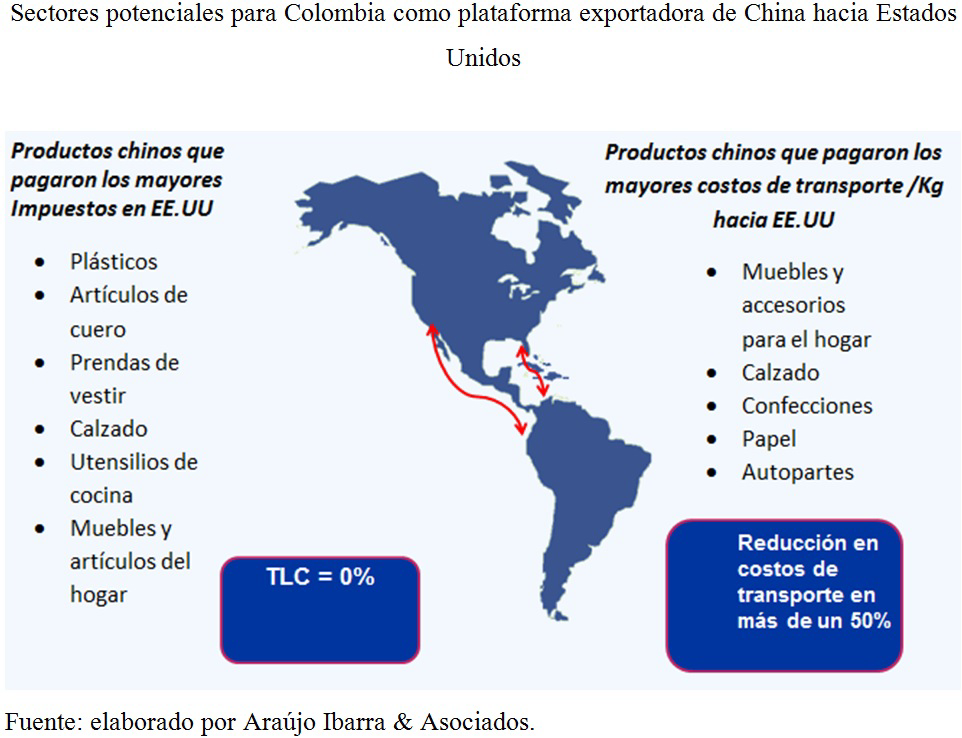 Sectores potenciales para Colombia como plataforma exportadora de China hacia Estados
Unidos
Productos chinos que
pagaron los mayores
Impuestos en EE.UU
• Plásticos
• Artículos de
cuero
• Prendas de
vestir
• Calzado
• Utensilios de
cocina
• Muebles y
artículos del
hogar
TLC = 0%
Productos chinos que pagaron los
mayores costos de transporte /Kg
hacia EE.UU
• Muebles y
accesorios
para el hogar
• Calzado
• Confecciones
• Papel
• Autopartes
Reducción en
costos de
transporte en
más de un 50%
Fuente: elaborado por Araújo Ibarra & Asociados.